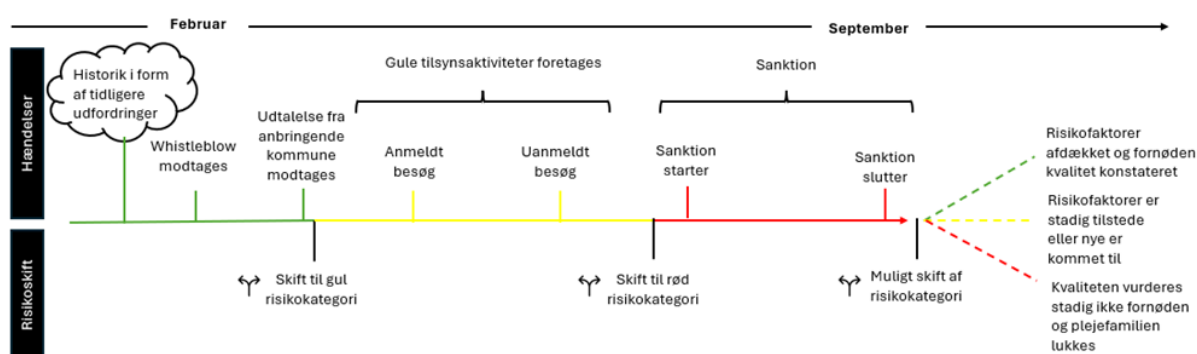 Februar
September
Hændelser
Historik i form
af tidligere
udfordringer
Whistleblow
modtages
Udtalelse fra
anbringende
kommune
modtages
Gule tilsynsaktiviteter foretages
Anmeldt
besøg
Uanmeldt
besøg
Sanktion
Sanktion
starter
Sanktion
slutter
Risikofaktorer
afdækket og fornøden
kvalitet konstateret
Risikofaktorer er
stadig tilstede
eller nye er
kommet til
Kvaliteten vurderes
stadig ikke fornøden
og plejefamilien
lukkes
Risikoskift
Skift til gul
risikokategori
Skift til rød
risikokategori
Muligt skift af
risikokategori